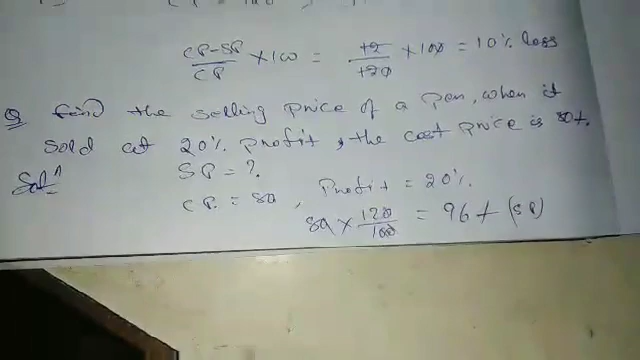 CP-SP/CP × 100 = 12/120 × 100 = 10% loss
Q Find the selling price of a pen, when it
sold at 20% profit, the cost price is 80₹.
Solⁿ
SP = ?
CP. = 80, Profit = 20%.
80 × 120/100 = 96 ₹ (SP)